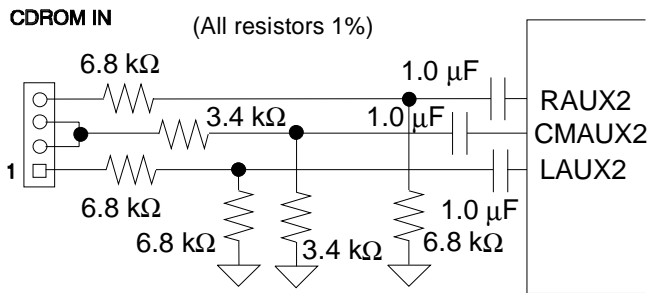 CDROM IN
(All resistors 1%)
6.8 kΩ
1.0 μF
RAUX2
3.4 kΩ
1.0 μF
CMAUX2
1
LAUX2
6.8 kΩ
1.0 μF
6.8 kΩ
3.4 kΩ
6.8 kΩ